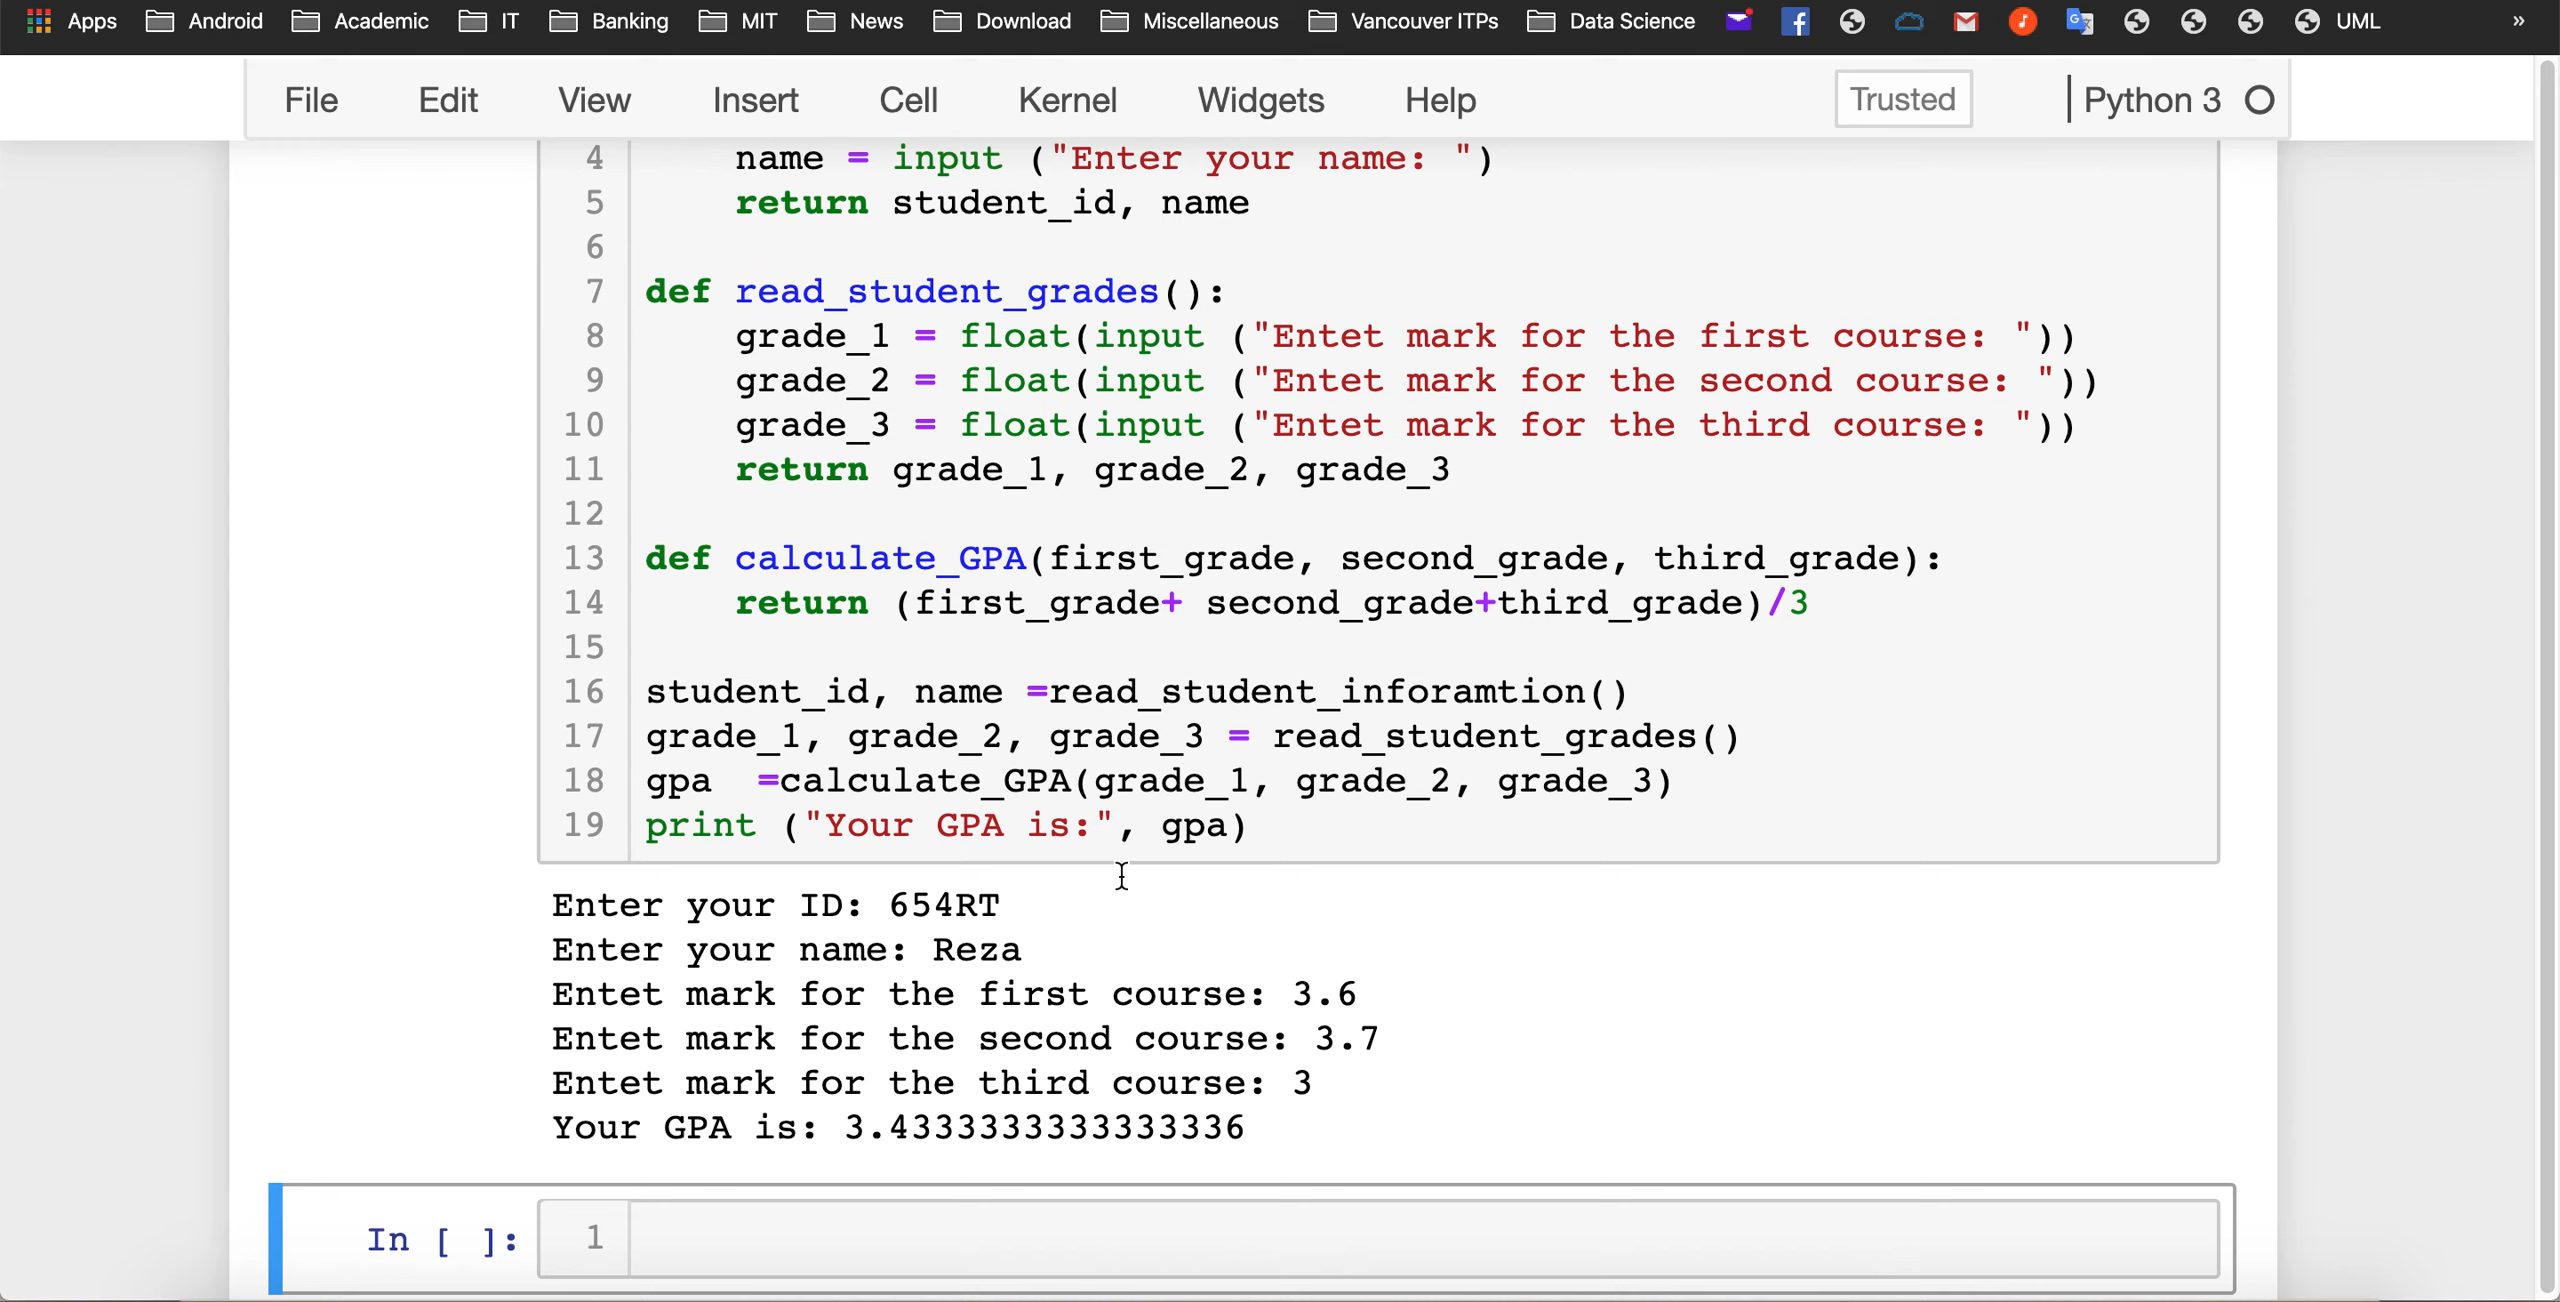 Apps Android Academic IT Banking MIT News Download Miscellaneous Vancouver ITPs Data Science UML »
File Edit View Insert Cell Kernel Widgets Help Trusted Python 3
4 name = input ("Enter your name: ")
5 return student_id, name
6
7 def read_student_grades():
8 grade_1 = float(input ("Entet mark for the first course: "))
9 grade_2 = float(input ("Entet mark for the second course: "))
10 grade_3 = float(input ("Entet mark for the third course: "))
11 return grade_1, grade_2, grade_3
12
13 def calculate_GPA(first_grade, second_grade, third_grade):
14 return (first_grade+ second_grade+third_grade)/3
15
16 student_id, name =read_student_inforamtion()
17 grade_1, grade_2, grade_3 = read_student_grades()
18 gpa  =calculate_GPA(grade_1, grade_2, grade_3)
19 print ("Your GPA is:", gpa)
Enter your ID: 654RT
Enter your name: Reza
Entet mark for the first course: 3.6
Entet mark for the second course: 3.7
Entet mark for the third course: 3
Your GPA is: 3.4333333333333336
In [ ]: 1